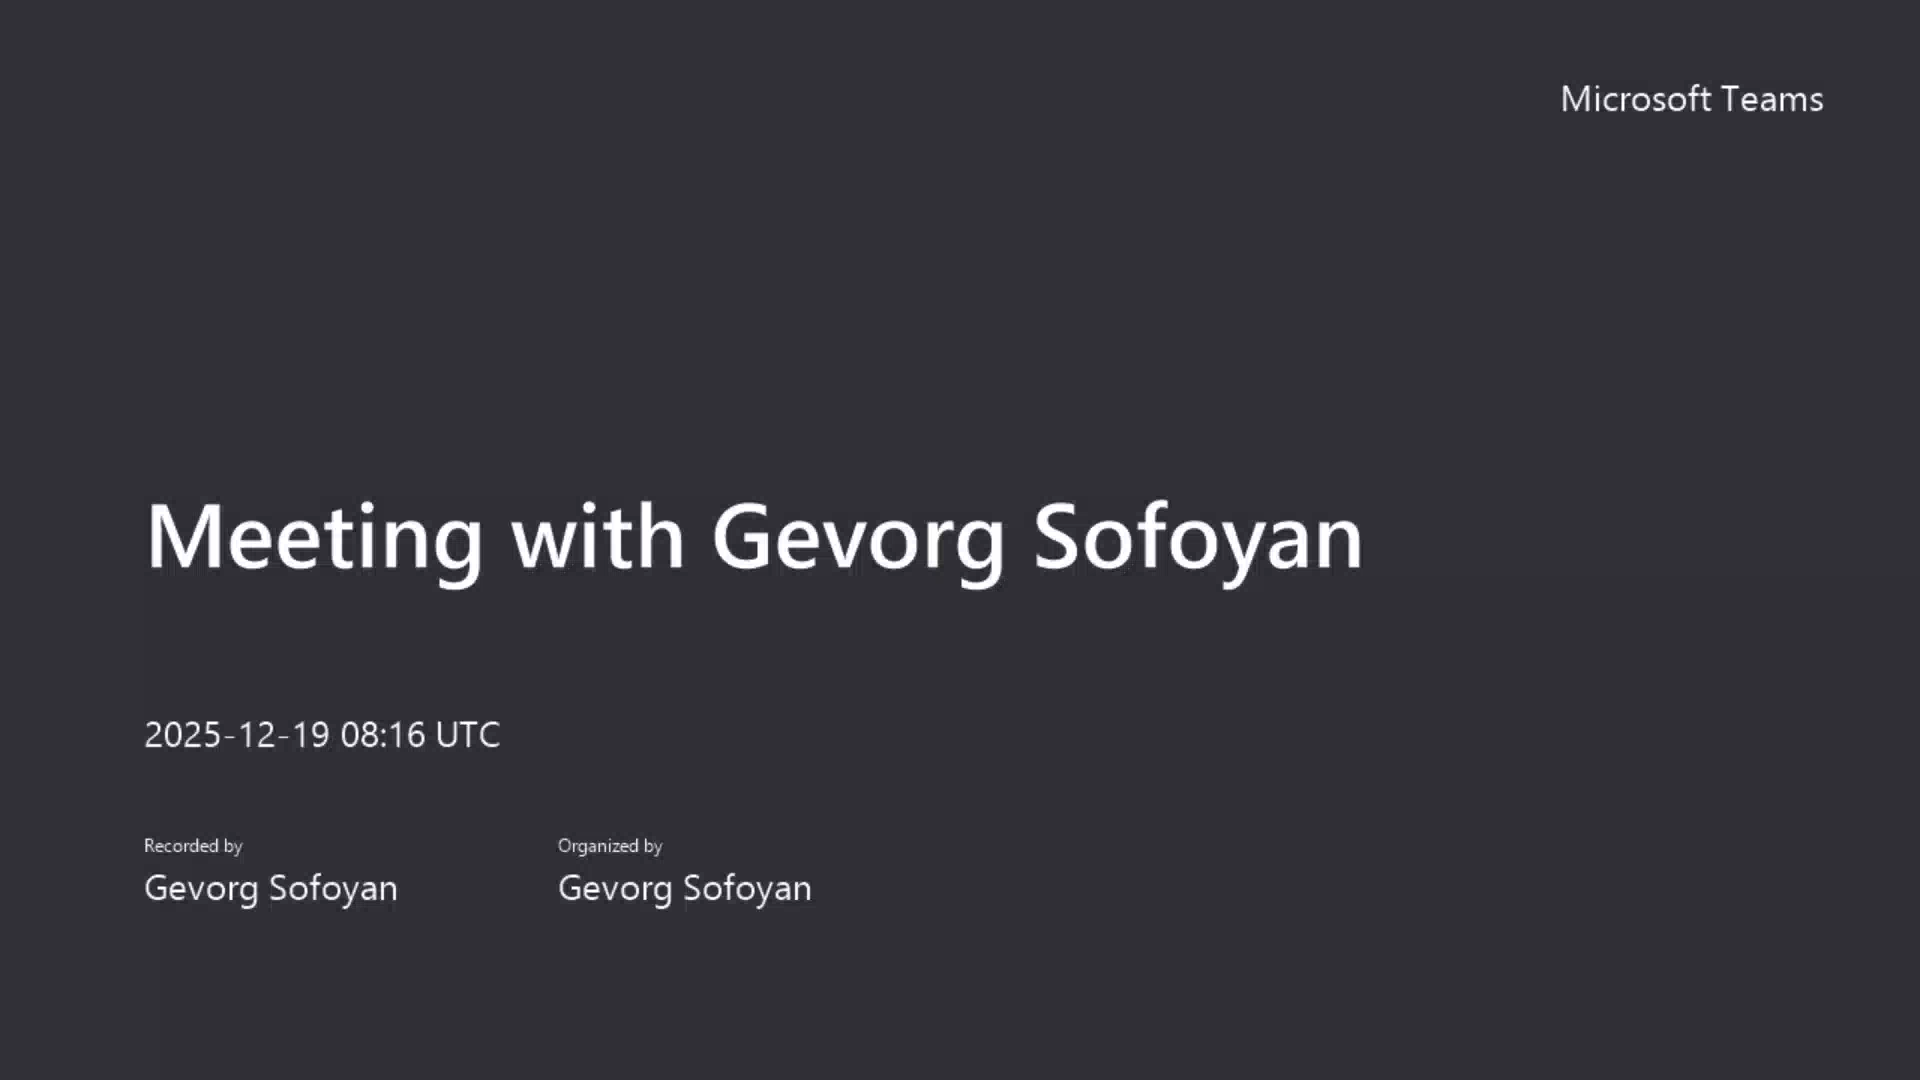 Microsoft Teams
Meeting with Gevorg Sofoyan
2025-12-19 08:16 UTC
Recorded by
Gevorg Sofoyan
Organized by
Gevorg Sofoyan